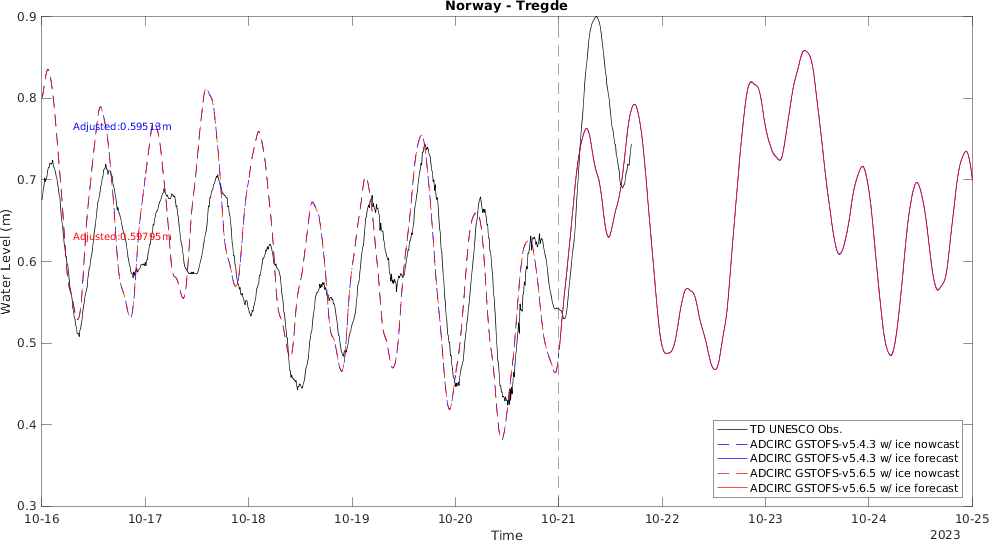 Norway - Tregde
0.9
0.8
0.7
0.6
0.5
0.4
0.3
Water Level (m)
Adjusted:0.59513m
Adjusted:0.59795m
TD UNESCO Obs.
ADCIRC GSTOFS-v5.4.3 w/ ice nowcast
ADCIRC GSTOFS-v5.4.3 w/ ice forecast
ADCIRC GSTOFS-v5.6.5 w/ ice nowcast
ADCIRC GSTOFS-v5.6.5 w/ ice forecast
10-16 10-17 10-18 10-19 10-20 10-21 10-22 10-23 10-24 10-25
Time
2023